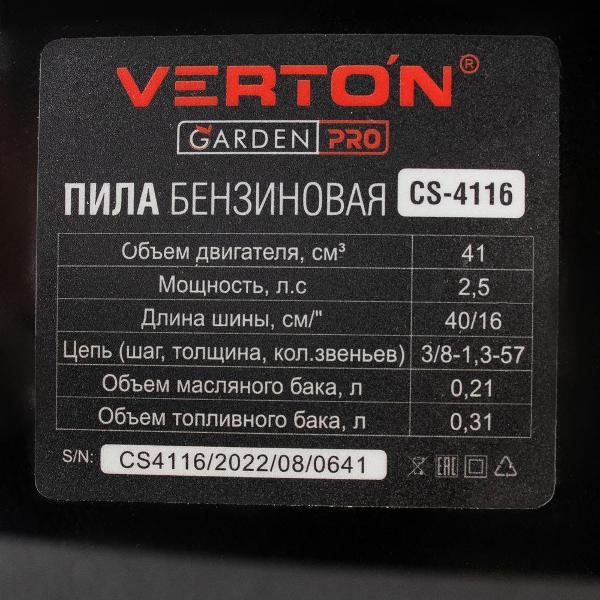 VERTÓN®
GARDEN PRO
ПИЛА БЕНЗИНОВАЯ CS-4116
Объем двигателя, см³ 41
Мощность, л.с 2,5
Длина шины, см/" 40/16
Цепь (шаг, толщина, кол.звеньев) 3/8-1,3-57
Объем масляного бака, л 0,21
Объем топливного бака, л 0,31
S/N: CS4116/2022/08/0641 EAC